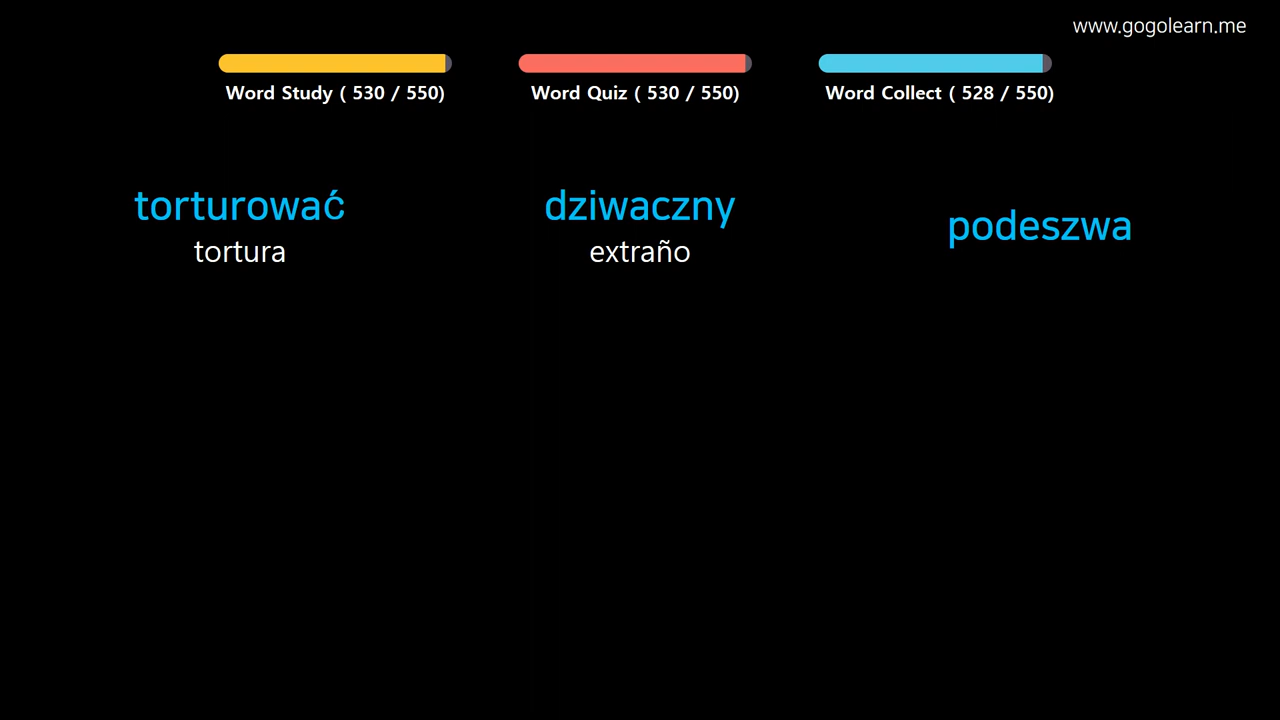 www.gogolearn.me
Word Study ( 530 / 550)
Word Quiz ( 530 / 550)
Word Collect ( 528 / 550)
torturować
tortura
dziwaczny
extraño
podeszwa